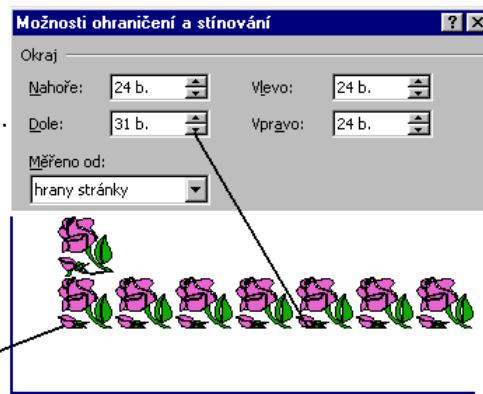 Možnosti ohraničení a stínování
Okraj
Nahoře: 24 b. Vlevo: 24 b.
Dole: 31 b. Vpravo: 24 b.
Měřeno od:
hrany stránky